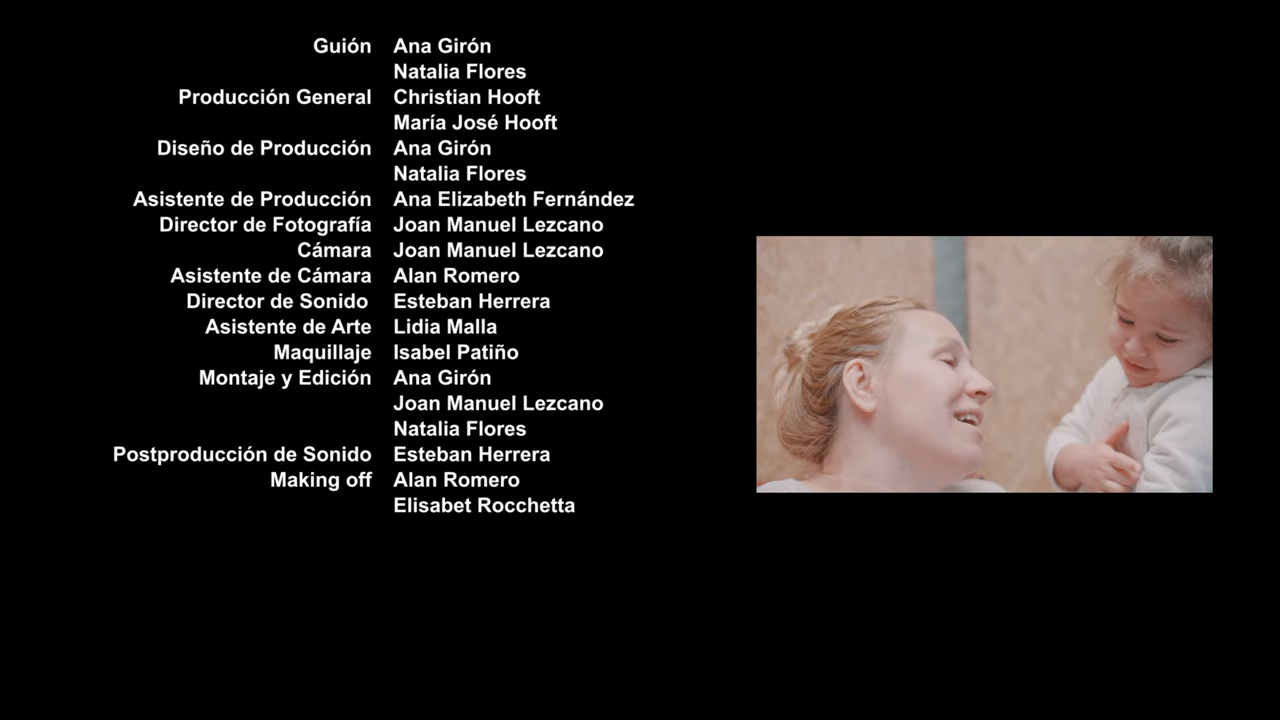 Guión Ana Girón
Natalia Flores
Producción General Christian Hooft
María José Hooft
Diseño de Producción Ana Girón
Natalia Flores
Asistente de Producción Ana Elizabeth Fernández
Director de Fotografía Joan Manuel Lezcano
Cámara Joan Manuel Lezcano
Asistente de Cámara Alan Romero
Director de Sonido Esteban Herrera
Asistente de Arte Lidia Malla
Maquillaje Isabel Patiño
Montaje y Edición Ana Girón
Joan Manuel Lezcano
Natalia Flores
Postproducción de Sonido Esteban Herrera
Making off Alan Romero
Elisabet Rocchetta